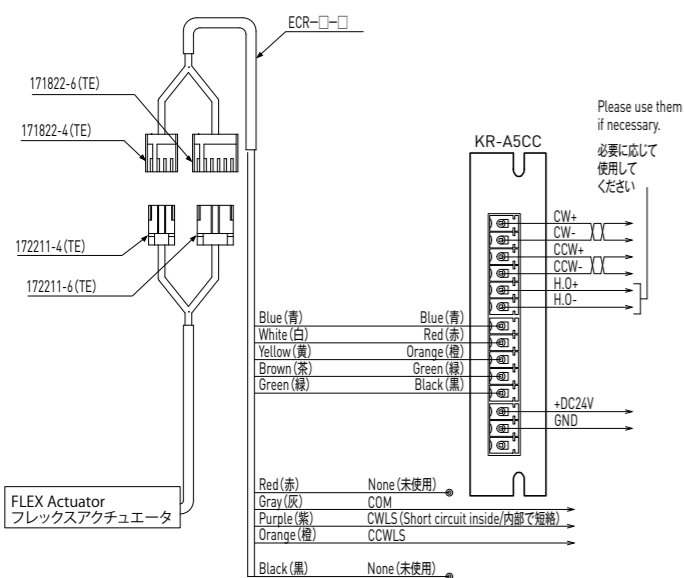 ECR-□-□
171822-6(TE)
171822-4(TE)
172211-4(TE)
172211-6(TE)
FLEX Actuator
フレックスアクチュエータ
KR-A5CC
Please use them
if necessary.
必要に応じて
使用して
ください
CW+
CW-
CCW+
CCW-
H.O+
H.O-
Blue(青) Blue(青)
White(白) Red(赤)
Yellow(黄) Orange(橙)
Brown(茶) Green(緑)
Green(緑) Black(黒)
+DC24V
GND
Red(赤) None(未使用)
Gray(灰) COM
Purple(紫) CWLS(Short circuit inside/内部で短絡)
Orange(橙) CCWLS
Black(黒) None(未使用)